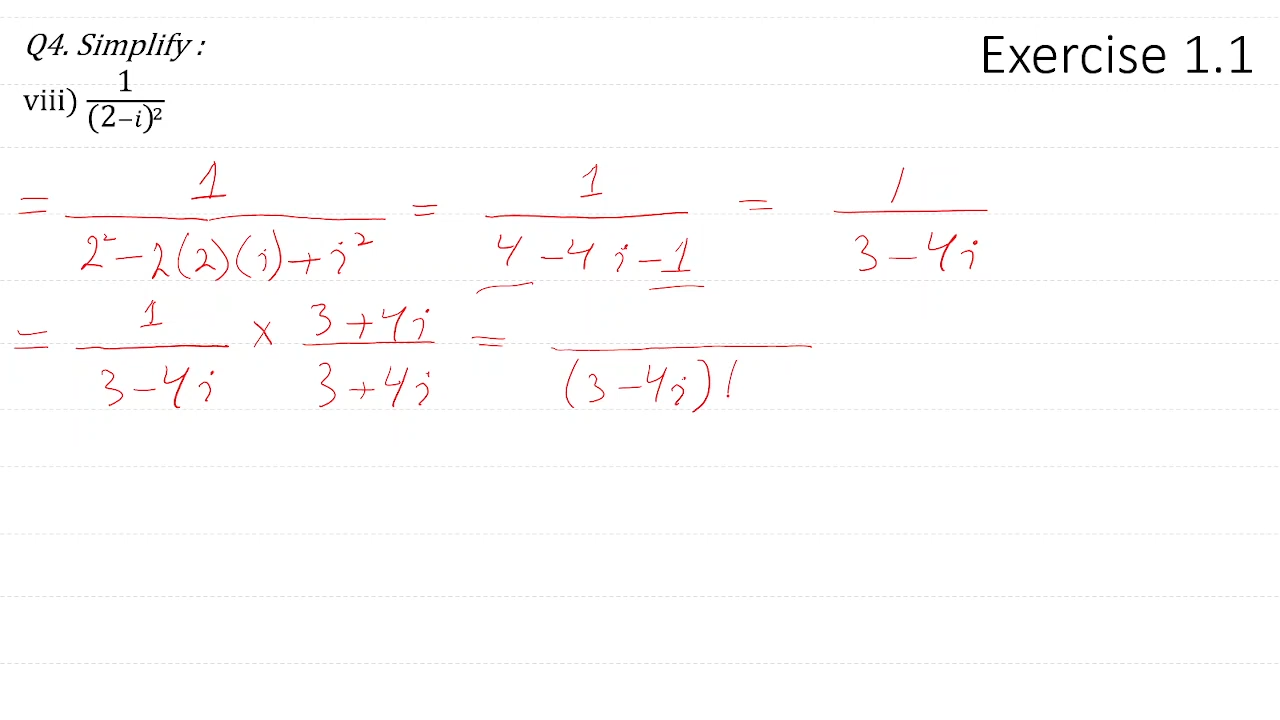 Q4. Simplify :
Exercise 1.1
viii) 1/(2−i)²
= 1/(2² − 2(2)(i) + i²) = 1/(4 − 4i − 1) = 1/(3 − 4i)
= 1/(3 − 4i) × (3 + 4i)/(3 + 4i) = /(3 − 4i)(